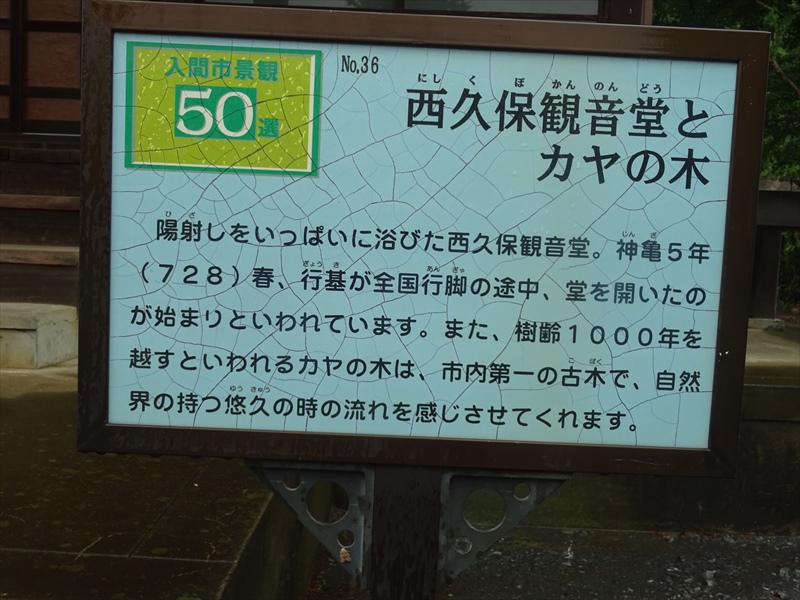 入間市景観
50選
No.36
にしくぼかんのんどう
西久保観音堂と
カヤの木
ひざ
陽射しをいっぱいに浴びた西久保観音堂。神亀5年
じんき
(728)春、行基が全国行脚の途中、堂を開いたの
ぎょうき あんぎゃ
が始まりといわれています。また、樹齢1000年を
越すといわれるカヤの木は、市内第一の古木で、自然
こぼく
界の持つ悠久の時の流れを感じさせてくれます。
ゆうきゅう